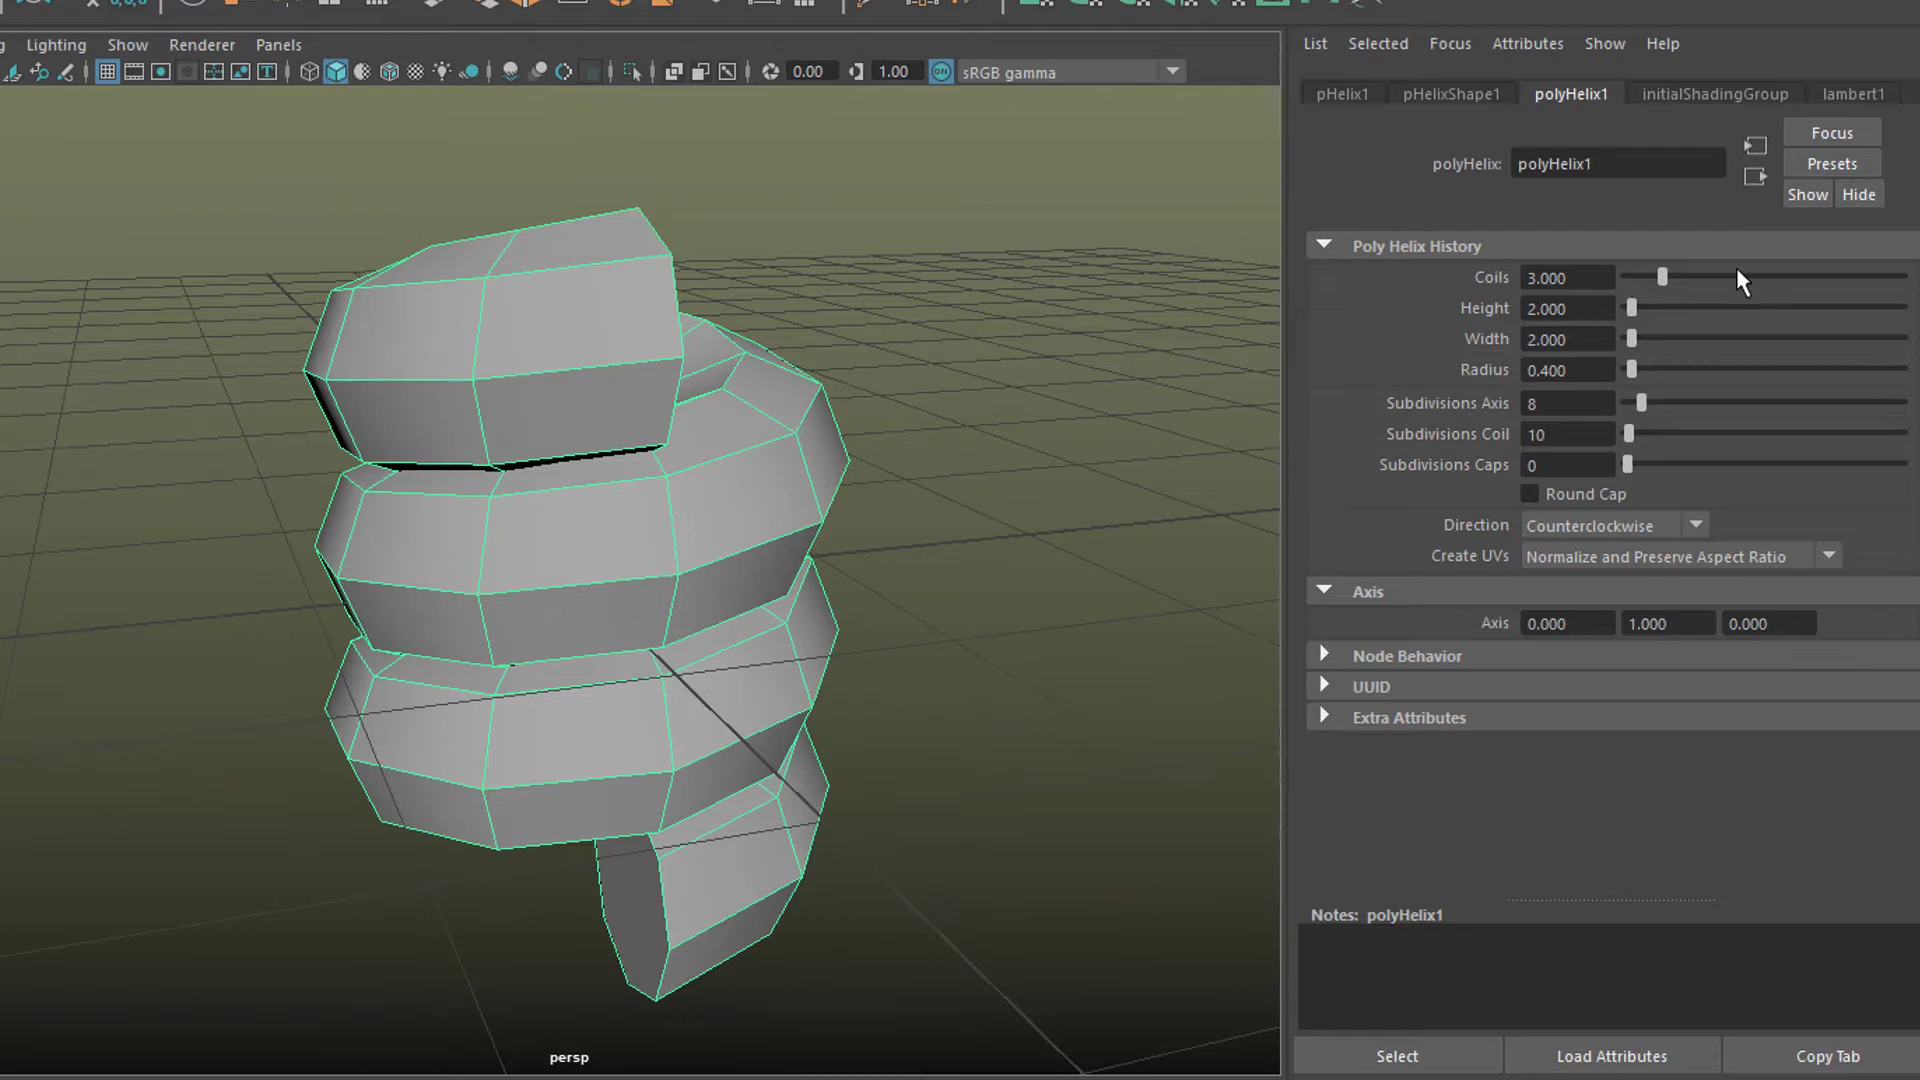 Lighting Show Renderer Panels
0.00 1.00 ON sRGB gamma
persp
List Selected Focus Attributes Show Help
pHelix1 pHelixShape1 polyHelix1 initialShadingGroup lambert1
Focus
polyHelix: polyHelix1 Presets
Show Hide
Poly Helix History
Coils 3.000
Height 2.000
Width 2.000
Radius 0.400
Subdivisions Axis 8
Subdivisions Coil 10
Subdivisions Caps 0
Round Cap
Direction Counterclockwise
Create UVs Normalize and Preserve Aspect Ratio
Axis
Axis 0.000 1.000 0.000
Node Behavior
UUID
Extra Attributes
Notes: polyHelix1
Select Load Attributes Copy Tab